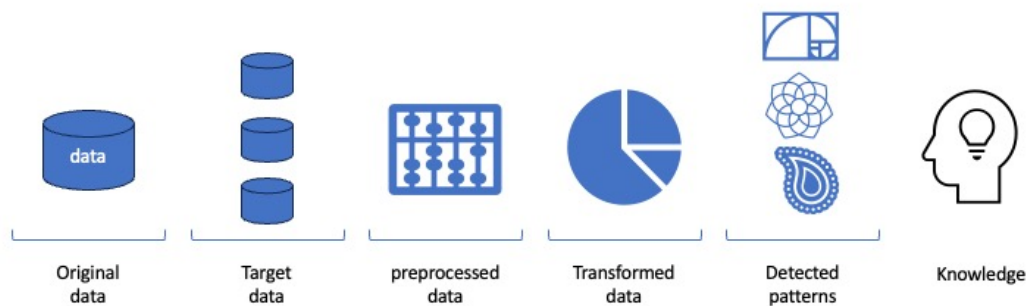 data
Original
data
Target
data
preprocessed
data
Transformed
data
Detected
patterns
Knowledge